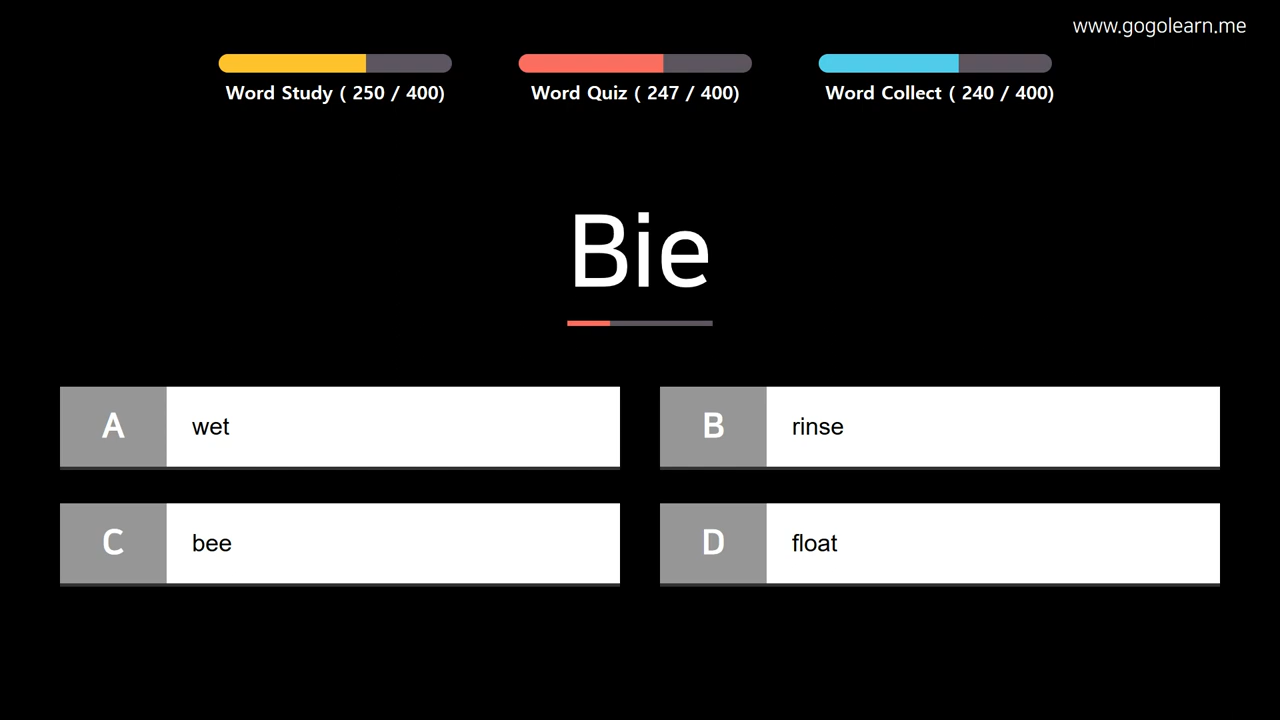 www.gogolearn.me
Word Study ( 250 / 400)
Word Quiz ( 247 / 400)
Word Collect ( 240 / 400)
Bie
A wet
B rinse
C bee
D float